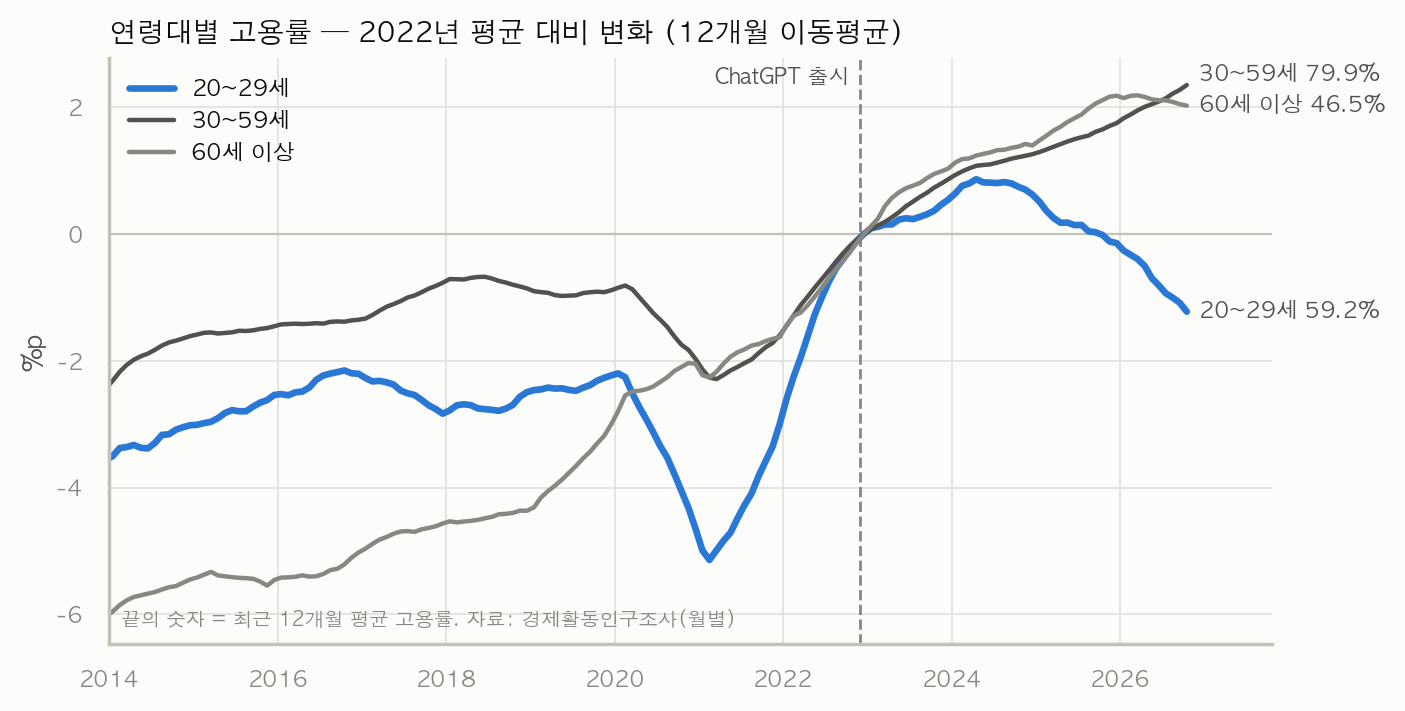 연령대별 고용률 — 2022년 평균 대비 변화 (12개월 이동평균)
ChatGPT 출시
20~29세
30~59세
60세 이상
30~59세 79.9%
60세 이상 46.5%
20~29세 59.2%
%p
2
0
-2
-4
-6
끝의 숫자 = 최근 12개월 평균 고용률. 자료: 경제활동인구조사(월별)
2014 2016 2018 2020 2022 2024 2026